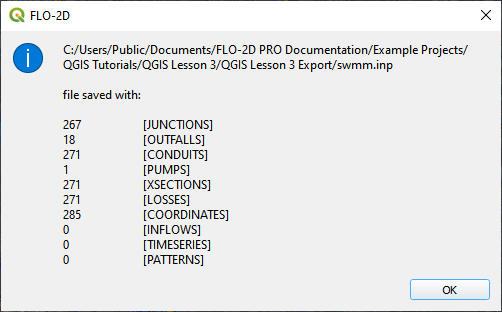 FLO-2D
C:/Users/Public/Documents/FLO-2D PRO Documentation/Example Projects/
QGIS Tutorials/QGIS Lesson 3/QGIS Lesson 3 Export/swmm.inp
file saved with:
267 [JUNCTIONS]
18 [OUTFALLS]
271 [CONDUITS]
1 [PUMPS]
271 [XSECTIONS]
271 [LOSSES]
285 [COORDINATES]
0 [INFLOWS]
0 [TIMESERIES]
0 [PATTERNS]
OK